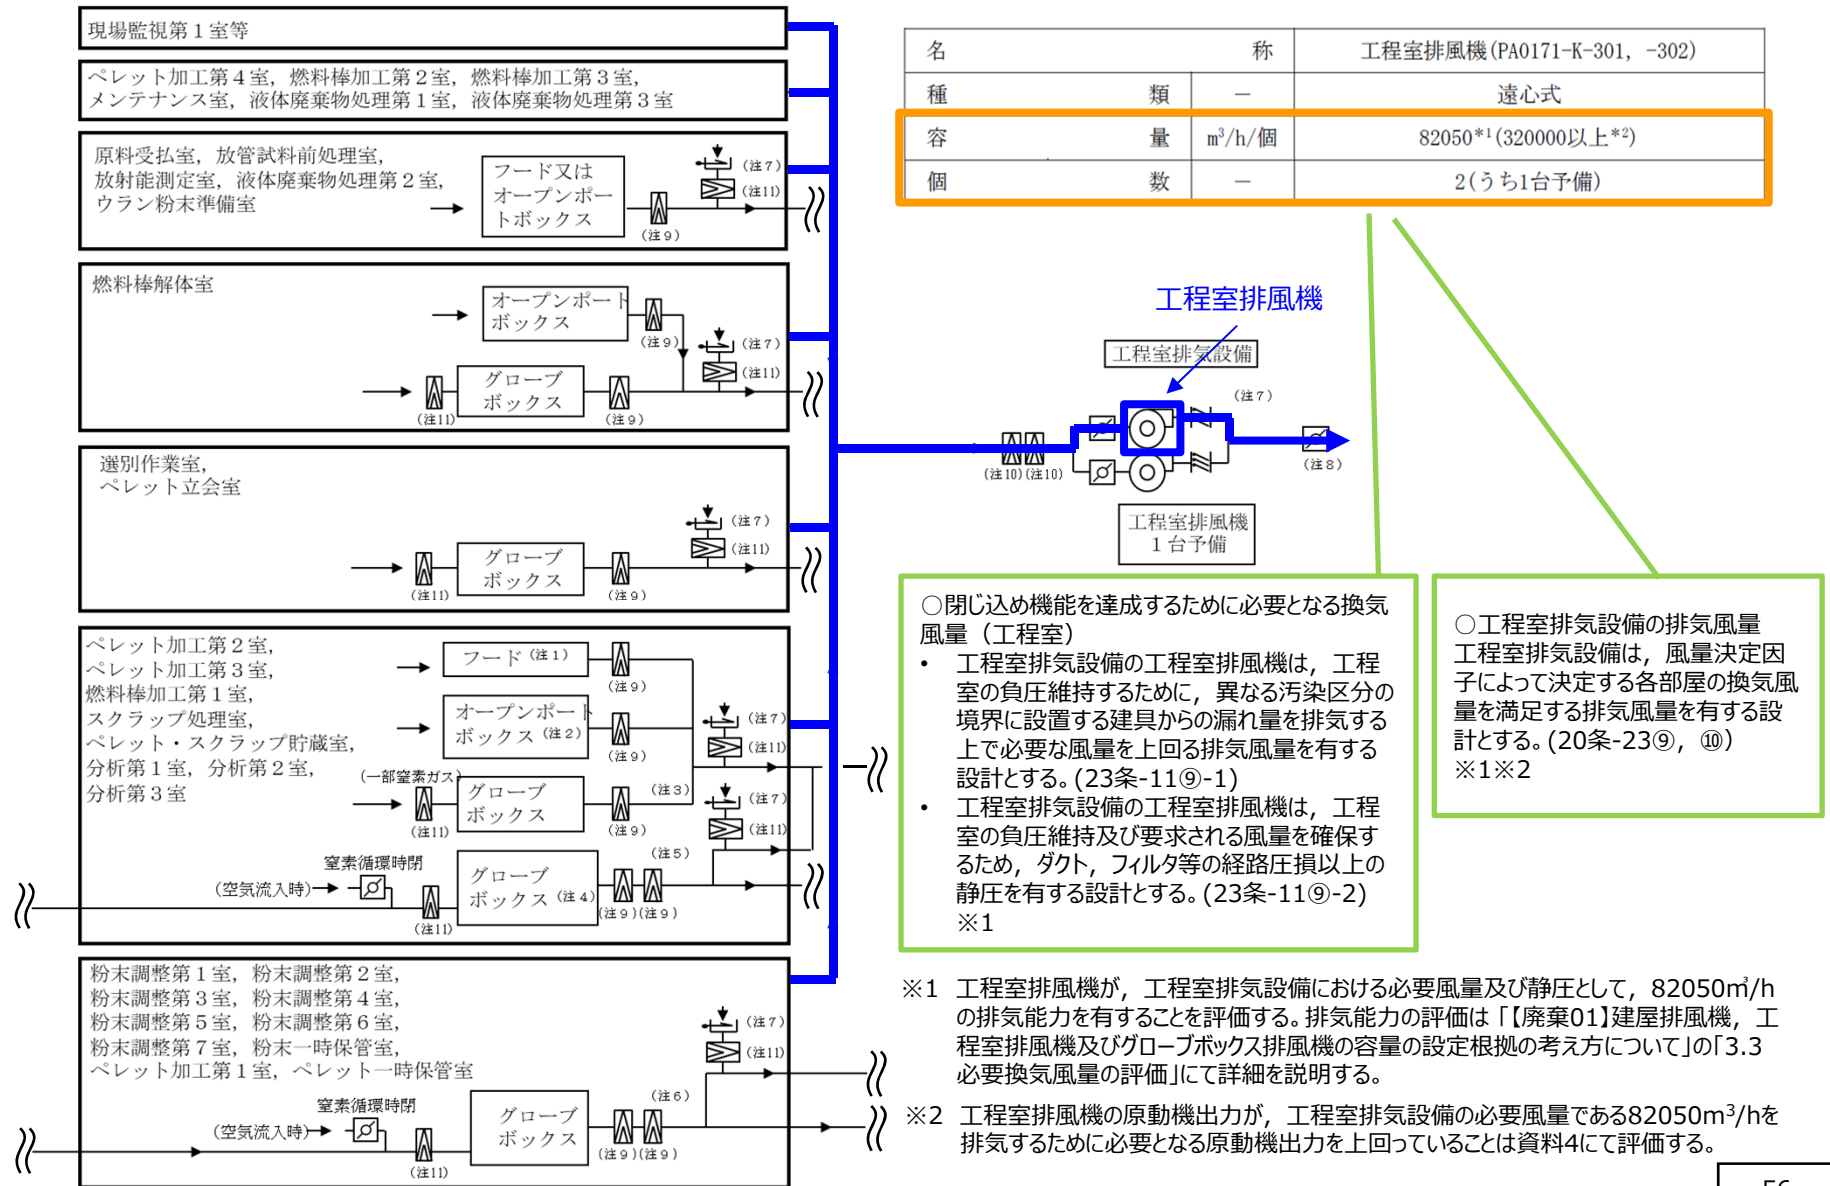 現場監視第１室等
ペレット加工第４室，燃料棒加工第２室，燃料棒加工第３室，
メンテナンス室，液体廃棄物処理第１室，液体廃棄物処理第３室
原料受払室，放管試料前処理室，
放射能測定室，液体廃棄物処理第２室，
ウラン粉末準備室
フード又は
オープンポー
トボックス
(注９)
(注７)
(注11)
燃料棒解体室
オープンポート
ボックス
(注９)
(注７)
(注11)
グローブ
ボックス
(注11)
(注９)
選別作業室，
ペレット立会室
(注７)
(注11)
グローブ
ボックス
(注11)
(注９)
ペレット加工第２室，
ペレット加工第３室，
燃料棒加工第１室，
スクラップ処理室，
ペレット・スクラップ貯蔵室，
分析第１室，分析第２室，
分析第３室
フード(注１)
(注９)
オープンポート
ボックス(注２)
(注９)
(注７)
(注11)
(一部窒素ガス)
グローブ
ボックス
(注３)
(注11)
(注９)
(注７)
(注11)
窒素循環時閉
(空気流入時)
グローブ
ボックス(注４)
(注５)
(注９)(注９)
(注11)
粉末調整第１室，粉末調整第２室，
粉末調整第３室，粉末調整第４室，
粉末調整第５室，粉末調整第６室，
粉末調整第７室，粉末一時保管室，
ペレット加工第１室，ペレット一時保管室
(注７)
(注11)
窒素循環時閉
(空気流入時)
グローブ
ボックス
(注６)
(注９)(注９)
(注11)
名称 工程室排風機(PA0171-K-301, -302)
種類 － 遠心式
容量 m³/h/個 82050*¹(320000以上*²)
個数 － 2(うち1台予備)
工程室排風機
工程室排気設備
(注７)
(注10)(注10)
(注８)
工程室排風機
１台予備
○閉じ込め機能を達成するために必要となる換気
風量（工程室）
• 工程室排気設備の工程室排風機は，工程
室の負圧維持するために，異なる汚染区分の
境界に設置する建具からの漏れ量を排気する
上で必要な風量を上回る排気風量を有する
設計とする。(23条-11⑨-1)
• 工程室排気設備の工程室排風機は，工程
室の負圧維持及び要求される風量を確保す
るため，ダクト，フィルタ等の経路圧損以上の
静圧を有する設計とする。(23条-11⑨-2)
※1
○工程室排気設備の排気風量
工程室排気設備は，風量決定因
子によって決定する各部屋の換気風
量を満足する排気風量を有する設
計とする。(20条-23⑨，⑩)
※1※2
※1 工程室排風機が，工程室排気設備における必要風量及び静圧として，82050㎥/h
の排気能力を有することを評価する。排気能力の評価は「【廃棄01】建屋排風機，工
程室排風機及びグローブボックス排風機の容量の設定根拠の考え方について」の「3.3
必要換気風量の評価」にて詳細を説明する。
※2 工程室排風機の原動機出力が，工程室排気設備の必要風量である82050m³/hを
排気するために必要となる原動機出力を上回っていることは資料4にて評価する。